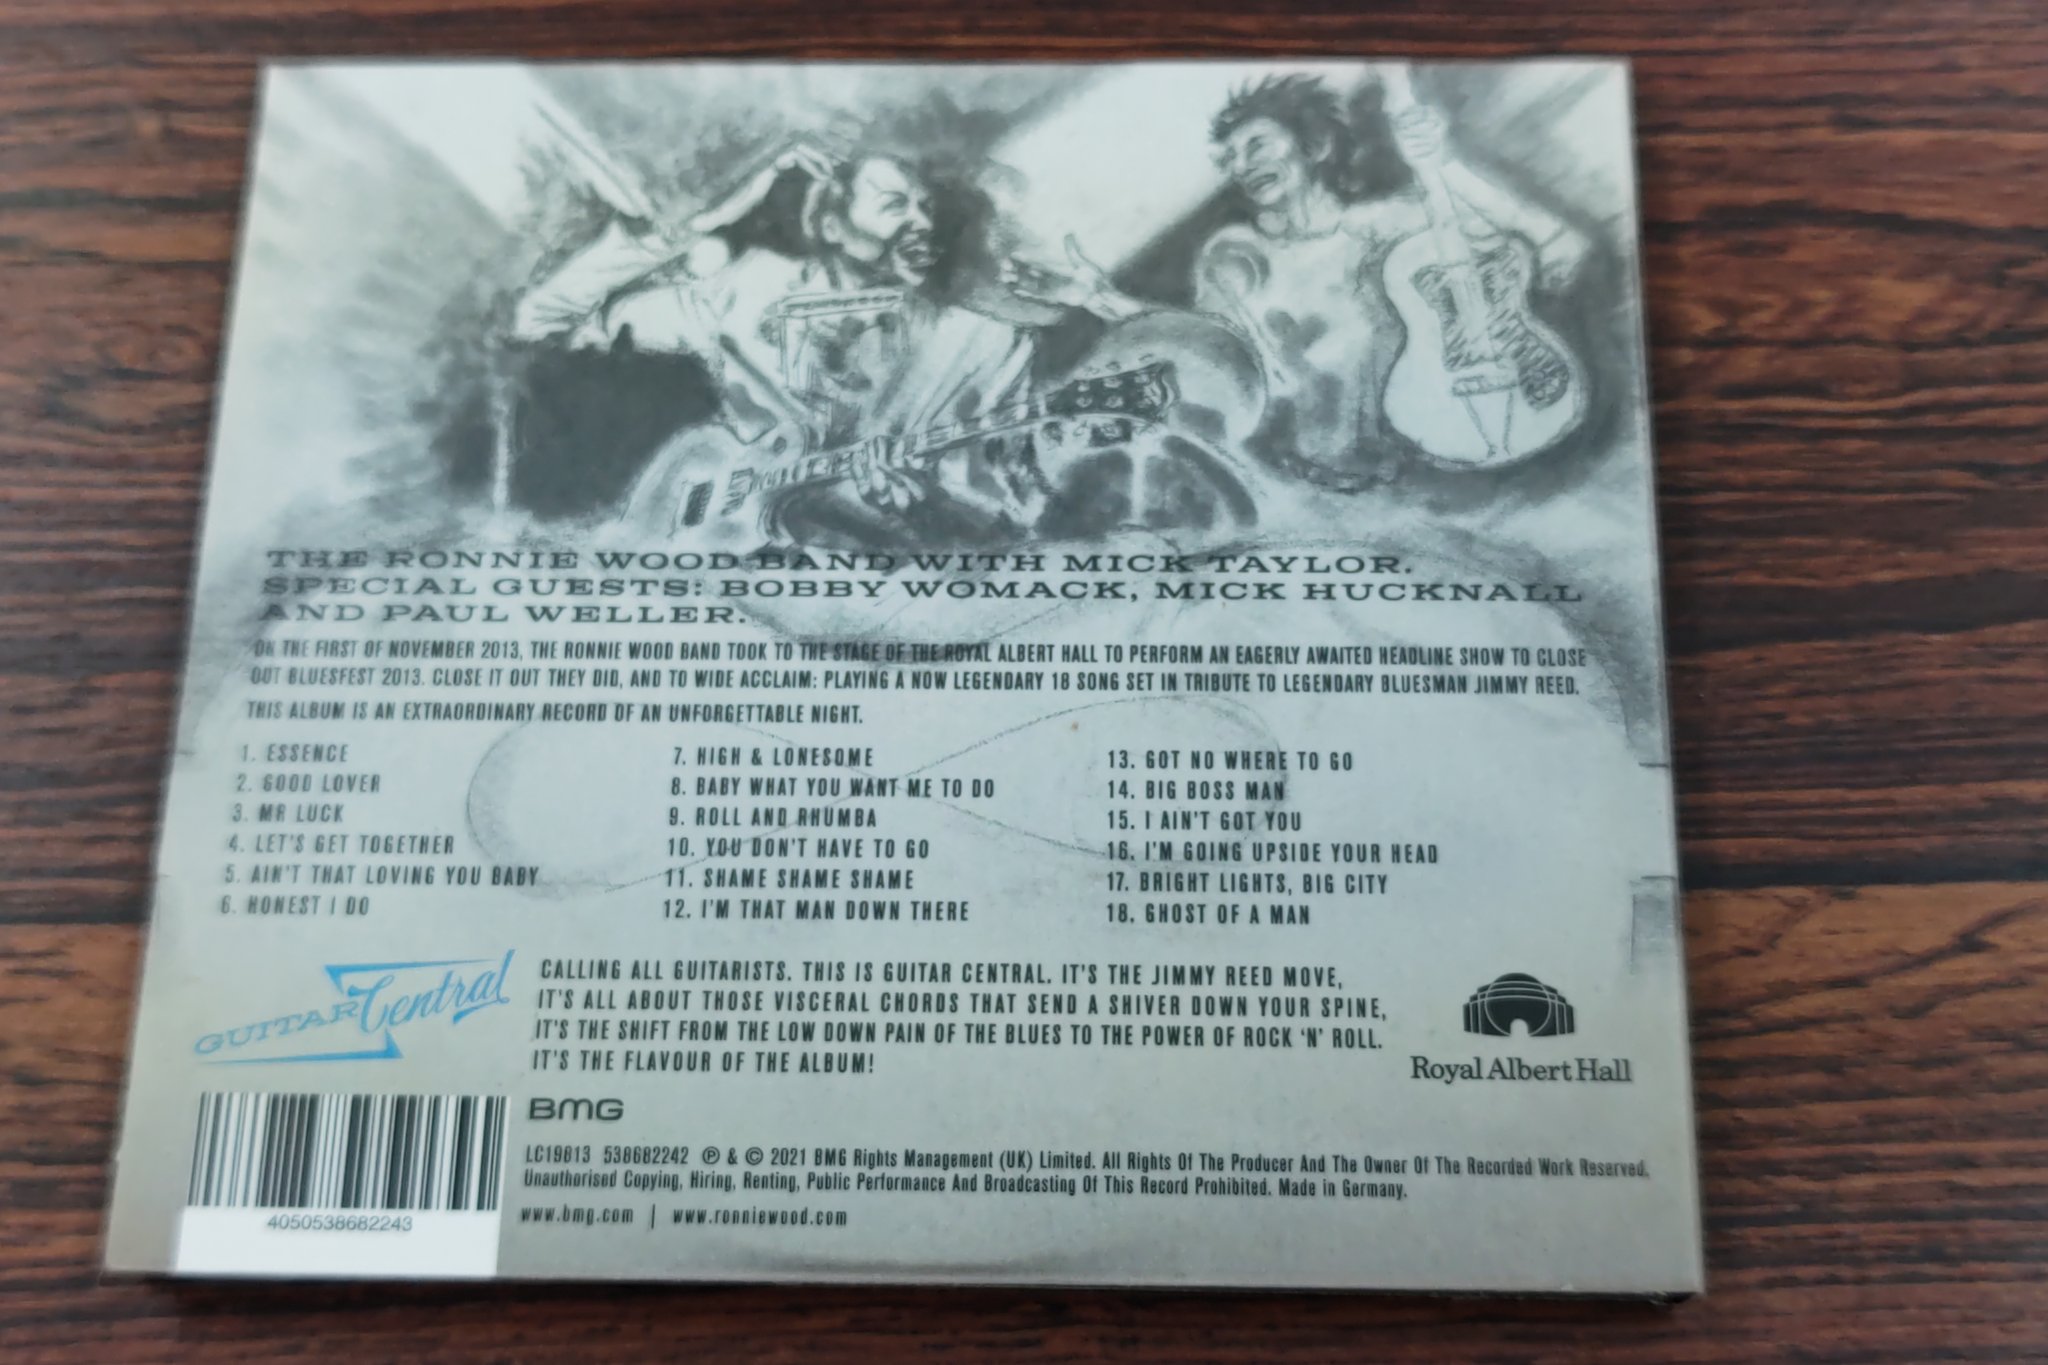 THE RONNIE WOOD BAND WITH MICK TAYLOR.
SPECIAL GUESTS: BOBBY WOMACK, MICK HUCKNALL
AND PAUL WELLER.
ON THE FIRST OF NOVEMBER 2013, THE RONNIE WOOD BAND TOOK TO THE STAGE OF THE ROYAL ALBERT HALL TO PERFORM AN EAGERLY AWAITED HEADLINE SHOW TO CLOSE
OUT BLUESFEST 2013. CLOSE IT OUT THEY DID, AND TO WIDE ACCLAIM: PLAYING A NOW LEGENDARY 18 SONG SET IN TRIBUTE TO LEGENDARY BLUESMAN JIMMY REED.
THIS ALBUM IS AN EXTRAORDINARY RECORD OF AN UNFORGETTABLE NIGHT.
1. ESSENCE
2. GOOD LOVER
3. MR LUCK
4. LET'S GET TOGETHER
5. AIN'T THAT LOVING YOU BABY
6. HONEST I DO
7. HIGH & LONESOME
8. BABY WHAT YOU WANT ME TO DO
9. ROLL AND RHUMBA
10. YOU DON'T HAVE TO GO
11. SHAME SHAME SHAME
12. I'M THAT MAN DOWN THERE
13. GOT NO WHERE TO GO
14. BIG BOSS MAN
15. I AIN'T GOT YOU
16. I'M GOING UPSIDE YOUR HEAD
17. BRIGHT LIGHTS, BIG CITY
18. GHOST OF A MAN
GUITAR Central
CALLING ALL GUITARISTS. THIS IS GUITAR CENTRAL. IT'S THE JIMMY REED MOVE,
IT'S ALL ABOUT THOSE VISCERAL CHORDS THAT SEND A SHIVER DOWN YOUR SPINE,
IT'S THE SHIFT FROM THE LOW DOWN PAIN OF THE BLUES TO THE POWER OF ROCK 'N' ROLL.
IT'S THE FLAVOUR OF THE ALBUM!
Royal Albert Hall
BMG
LC19813 538682242 ℗ & © 2021 BMG Rights Management (UK) Limited. All Rights Of The Producer And The Owner Of The Recorded Work Reserved.
Unauthorised Copying, Hiring, Renting, Public Performance And Broadcasting Of This Record Prohibited. Made in Germany.
www.bmg.com | www.ronniewood.com
4050538682243